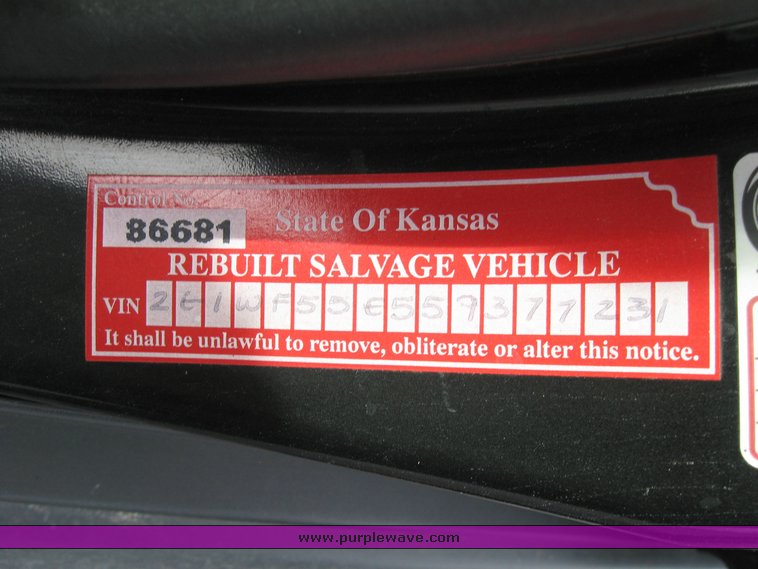 Control No.
86681 State Of Kansas
REBUILT SALVAGE VEHICLE
VIN 2G1WF55E559377231
It shall be unlawful to remove, obliterate or alter this notice.
www.purplewave.com